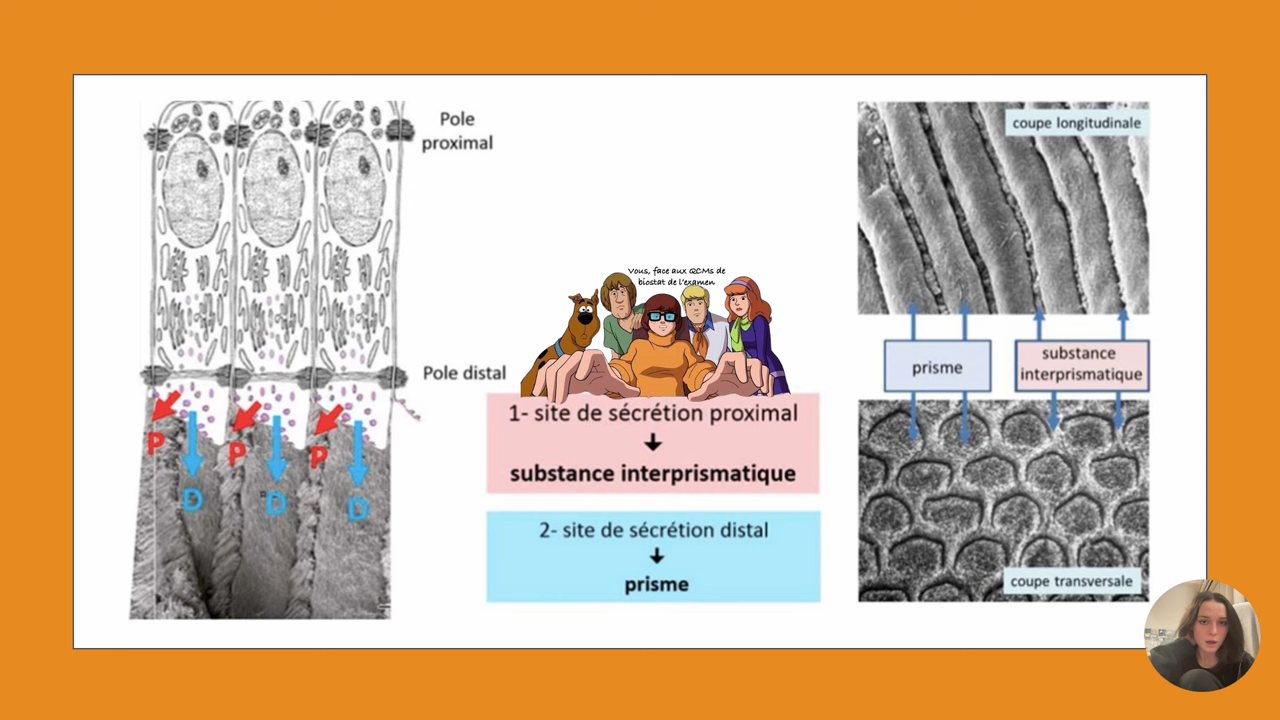 Pole
proximal
Pole distal
P
P
P
D
D
D
Vous, face aux QCMs de
biostat de l'examen
1- site de sécrétion proximal
substance interprismatique
2- site de sécrétion distal
prisme
coupe longitudinale
prisme
substance
interprismatique
coupe transversale